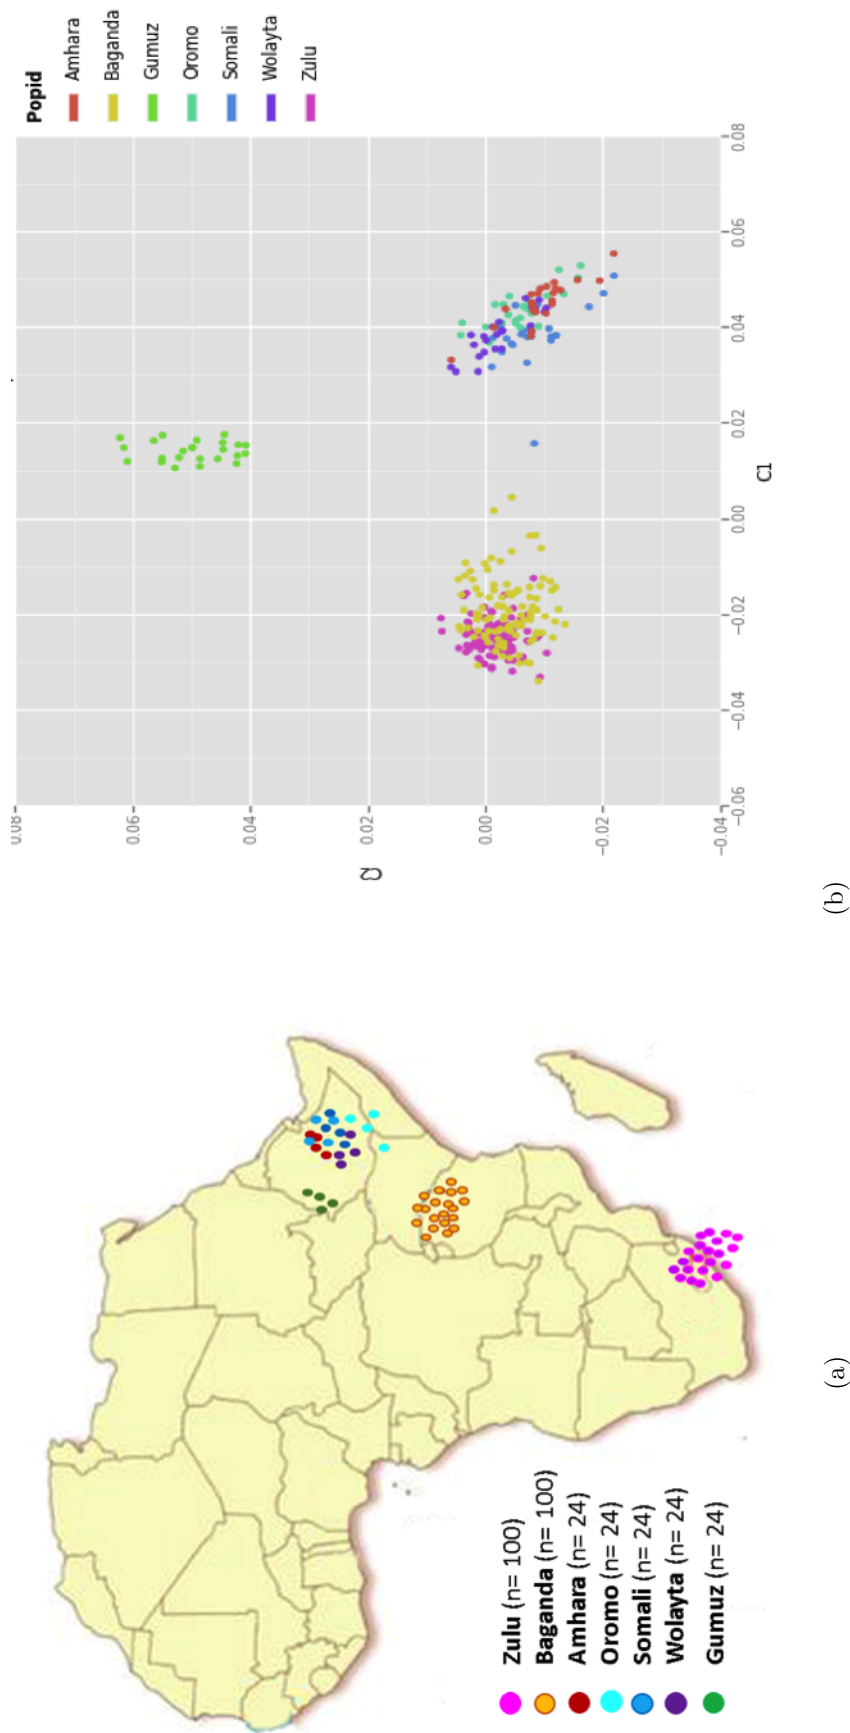 Zulu (n= 100)
Baganda (n= 100)
Amhara (n= 24)
Oromo (n= 24)
Somali (n= 24)
Wolayta (n= 24)
Gumuz (n= 24)
(a)
Popid
Amhara
Baganda
Gumuz
Oromo
Somali
Wolayta
Zulu
C2
0.08
0.06
0.04
0.02
0.00
−0.02
−0.04
−0.06
−0.04
−0.02
0.00
0.02
0.04
0.06
0.08
C1
(b)